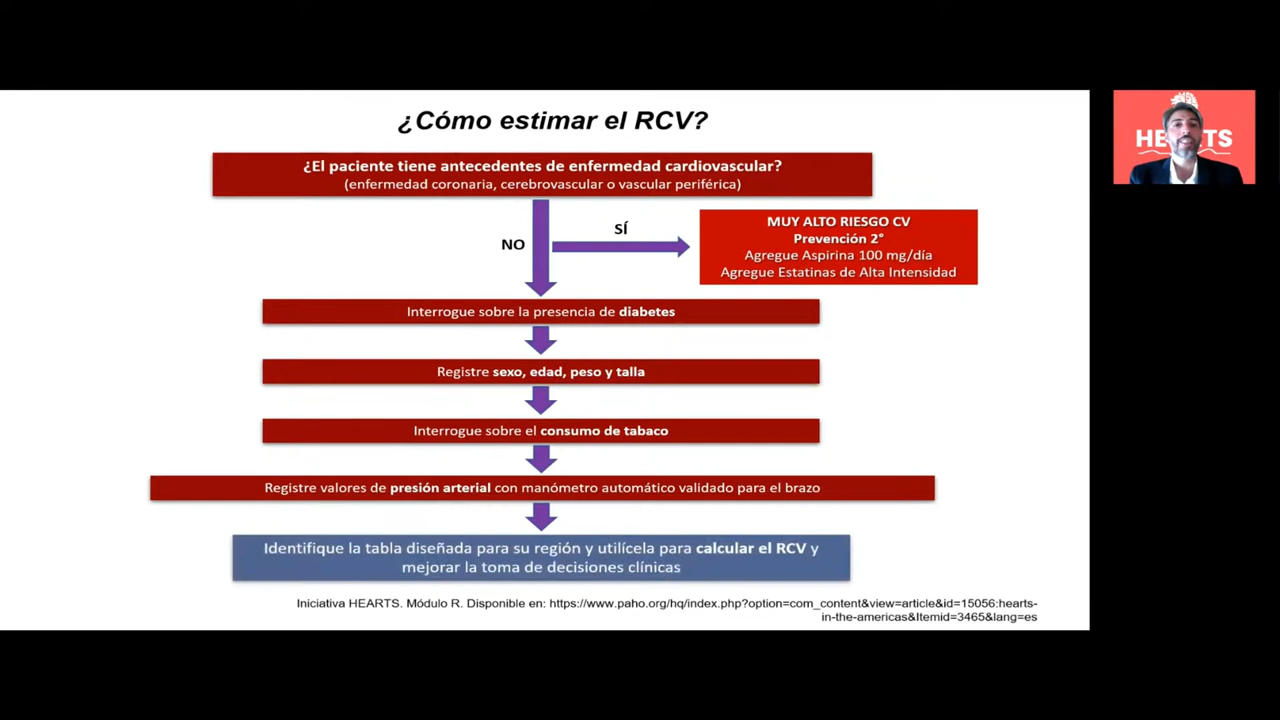 ¿Cómo estimar el RCV?
¿El paciente tiene antecedentes de enfermedad cardiovascular?
(enfermedad coronaria, cerebrovascular o vascular periférica)
SÍ
NO
MUY ALTO RIESGO CV
Prevención 2°
Agregue Aspirina 100 mg/día
Agregue Estatinas de Alta Intensidad
Interrogue sobre la presencia de diabetes
Registre sexo, edad, peso y talla
Interrogue sobre el consumo de tabaco
Registre valores de presión arterial con manómetro automático validado para el brazo
Identifique la tabla diseñada para su región y utilícela para calcular el RCV y
mejorar la toma de decisiones clínicas
Iniciativa HEARTS. Módulo R. Disponible en: https://www.paho.org/hq/index.php?option=com_content&view=article&id=15056:hearts-
in-the-americas&Itemid=3465&lang=es